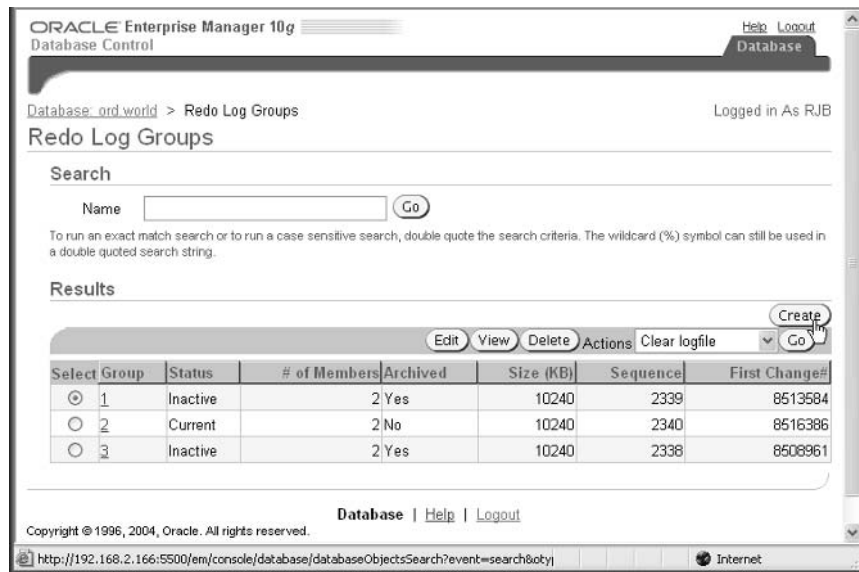 ORACLE Enterprise Manager 10g
Database Control
Help Logout
Database
Database: ord.world > Redo Log Groups
Logged in As RJB
Redo Log Groups
Search
Name Go
To run an exact match search or to run a case sensitive search, double quote the search criteria. The wildcard (%) symbol can still be used in
a double quoted search string.
Results
Create
Edit View Delete Actions Clear logfile Go
Select Group Status # of Members Archived Size (KB) Sequence First Change#
1 Inactive 2 Yes 10240 2339 8513584
2 Current 2 No 10240 2340 8516386
3 Inactive 2 Yes 10240 2338 8508961
Database | Help | Logout
Copyright © 1996, 2004, Oracle. All rights reserved.
http://192.168.2.166:5500/em/console/database/databaseObjectsSearch?event=search&oty
Internet